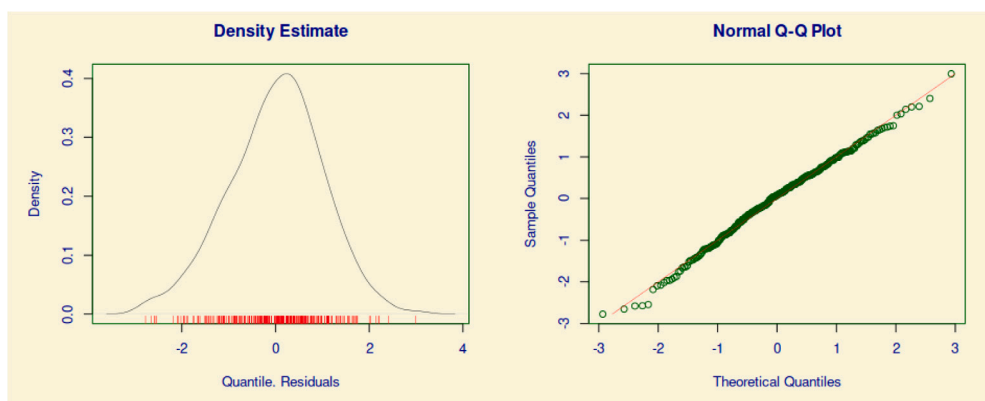 Density Estimate
Density
0.0 0.1 0.2 0.3 0.4
-2 0 2 4
Quantile. Residuals
Normal Q-Q Plot
Sample Quantiles
-3 -2 -1 0 1 2 3
-3 -2 -1 0 1 2 3
Theoretical Quantiles